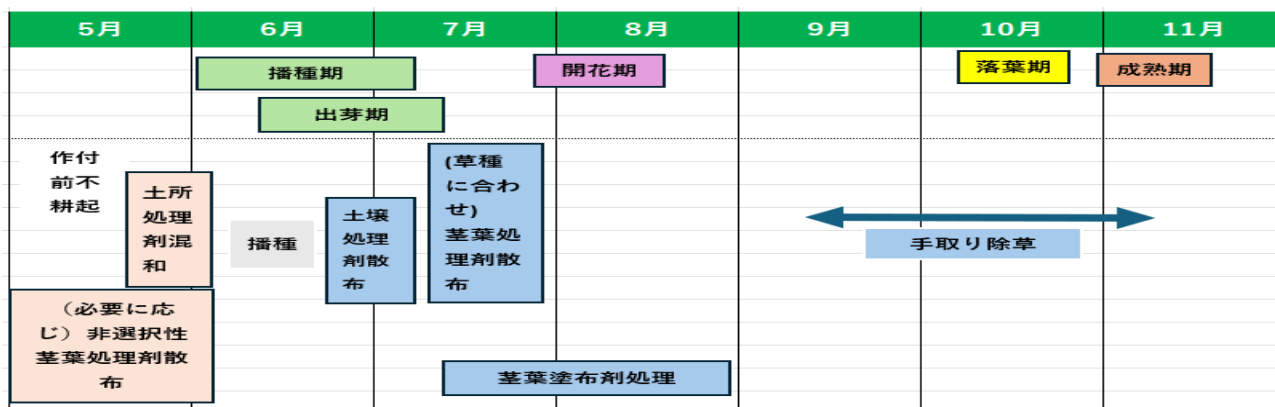 5月 6月 7月 8月 9月 10月 11月
播種期
開花期
落葉期
成熟期
出芽期
作付
前不
耕起
土所
処理
剤混
和
播種
土壌
処理
剤散
布
(草種
に合わ
せ)
茎葉処
理剤散
布
手取り除草
（必要に応
じ）非選択性
茎葉処理剤散
布
茎葉塗布剤処理